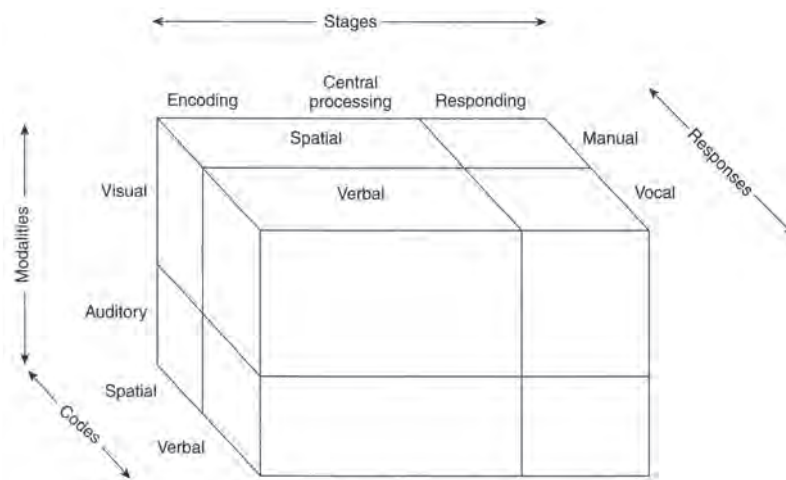 Stages
Encoding
Central
processing
Responding
Spatial
Manual
Responses
Visual
Verbal
Vocal
Modalities
Auditory
Spatial
Codes
Verbal